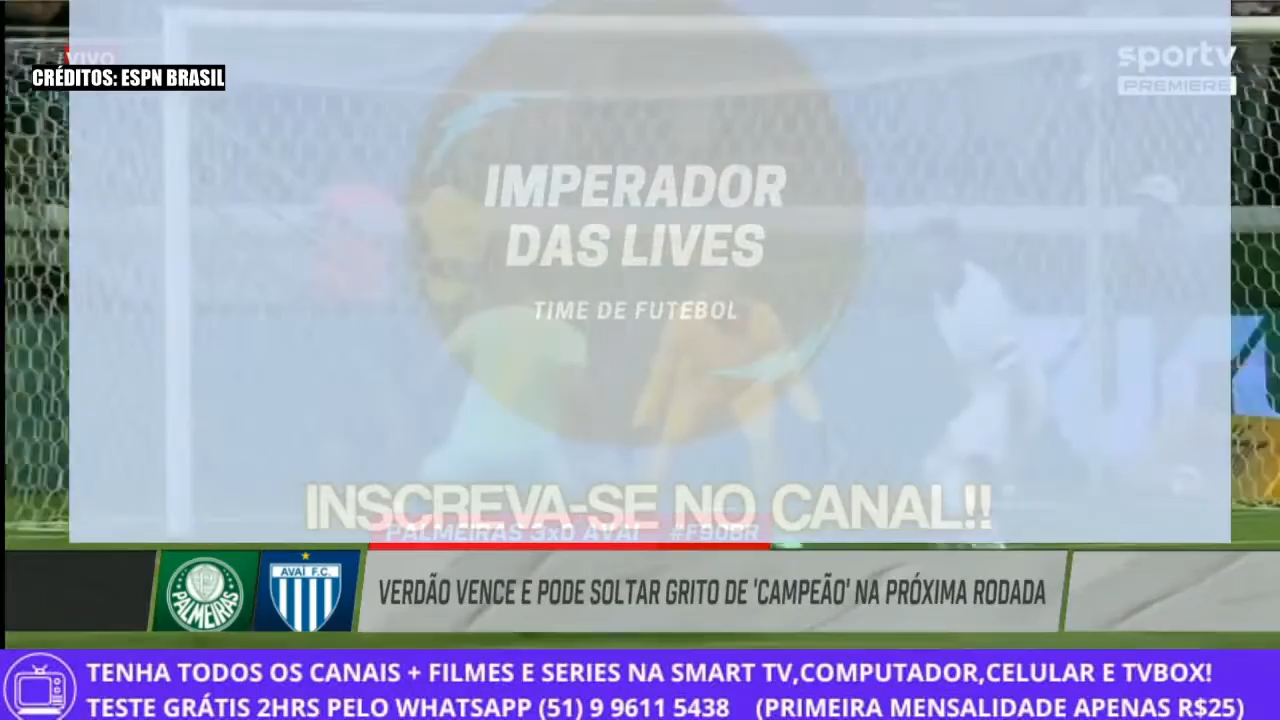 VIVO
CRÉDITOS: ESPN BRASIL
sportv
PREMIERE
IMPERADOR
DAS LIVES
TIME DE FUTEBOL
INSCREVA-SE NO CANAL!!
PALMEIRAS 3x0 AVAÍ #F90BR
PALMEIRAS
AVAÍ F.C.
VERDÃO VENCE E PODE SOLTAR GRITO DE 'CAMPEÃO' NA PRÓXIMA RODADA
TENHA TODOS OS CANAIS + FILMES E SERIES NA SMART TV,COMPUTADOR,CELULAR E TVBOX!
TESTE GRÁTIS 2HRS PELO WHATSAPP (51) 9 9611 5438 (PRIMEIRA MENSALIDADE APENAS R$25)